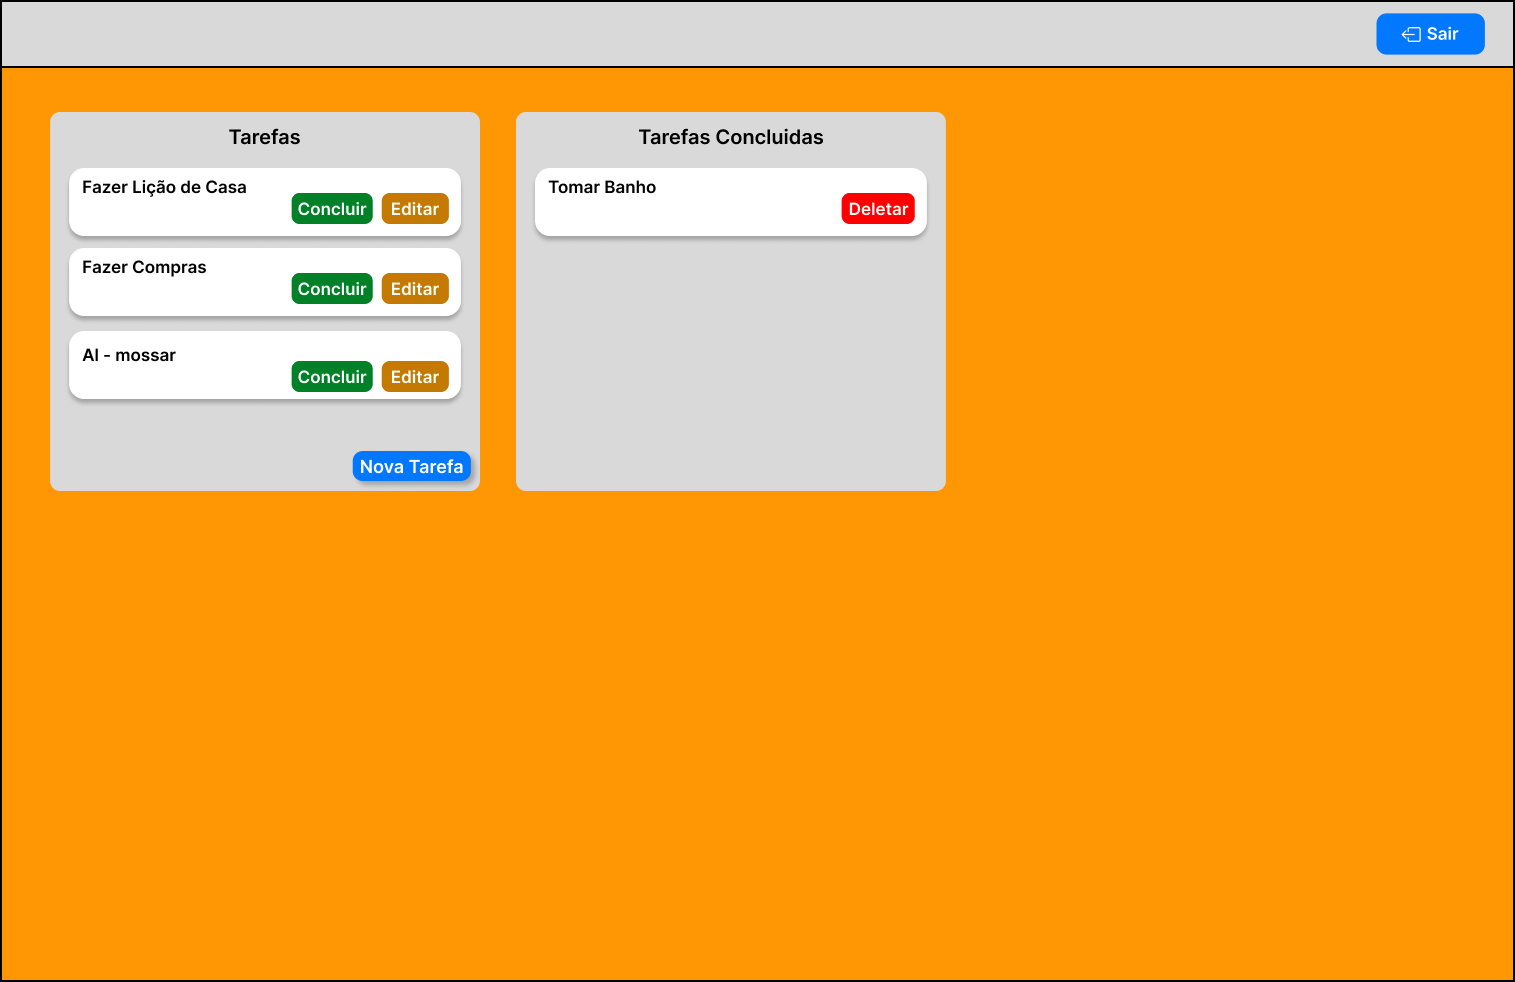 Sair
Tarefas
Fazer Lição de Casa
Concluir Editar
Fazer Compras
Concluir Editar
Al - mossar
Concluir Editar
Nova Tarefa
Tarefas Concluidas
Tomar Banho
Deletar